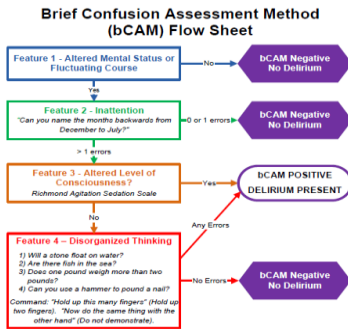 Brief Confusion Assessment Method
(bCAM) Flow Sheet
Feature 1 - Altered Mental Status or
Fluctuating Course
No
bCAM Negative
No Delirium
Yes
Feature 2 - Inattention
"Can you name the months backwards from
December to July?"
0 or 1 errors
bCAM Negative
No Delirium
> 1 errors
Feature 3 - Altered Level of
Consciousness?
Richmond Agitation Sedation Scale
Yes
bCAM POSITIVE
DELIRIUM PRESENT
No
Any Errors
Feature 4 – Disorganized Thinking
1) Will a stone float on water?
2) Are there fish in the sea?
3) Does one pound weigh more than two
pounds?
4) Can you use a hammer to pound a nail?
Command: "Hold up this many fingers" (Hold up
two fingers). "Now do the same thing with the
other hand" (Do not demonstrate).
No Errors
bCAM Negative
No Delirium